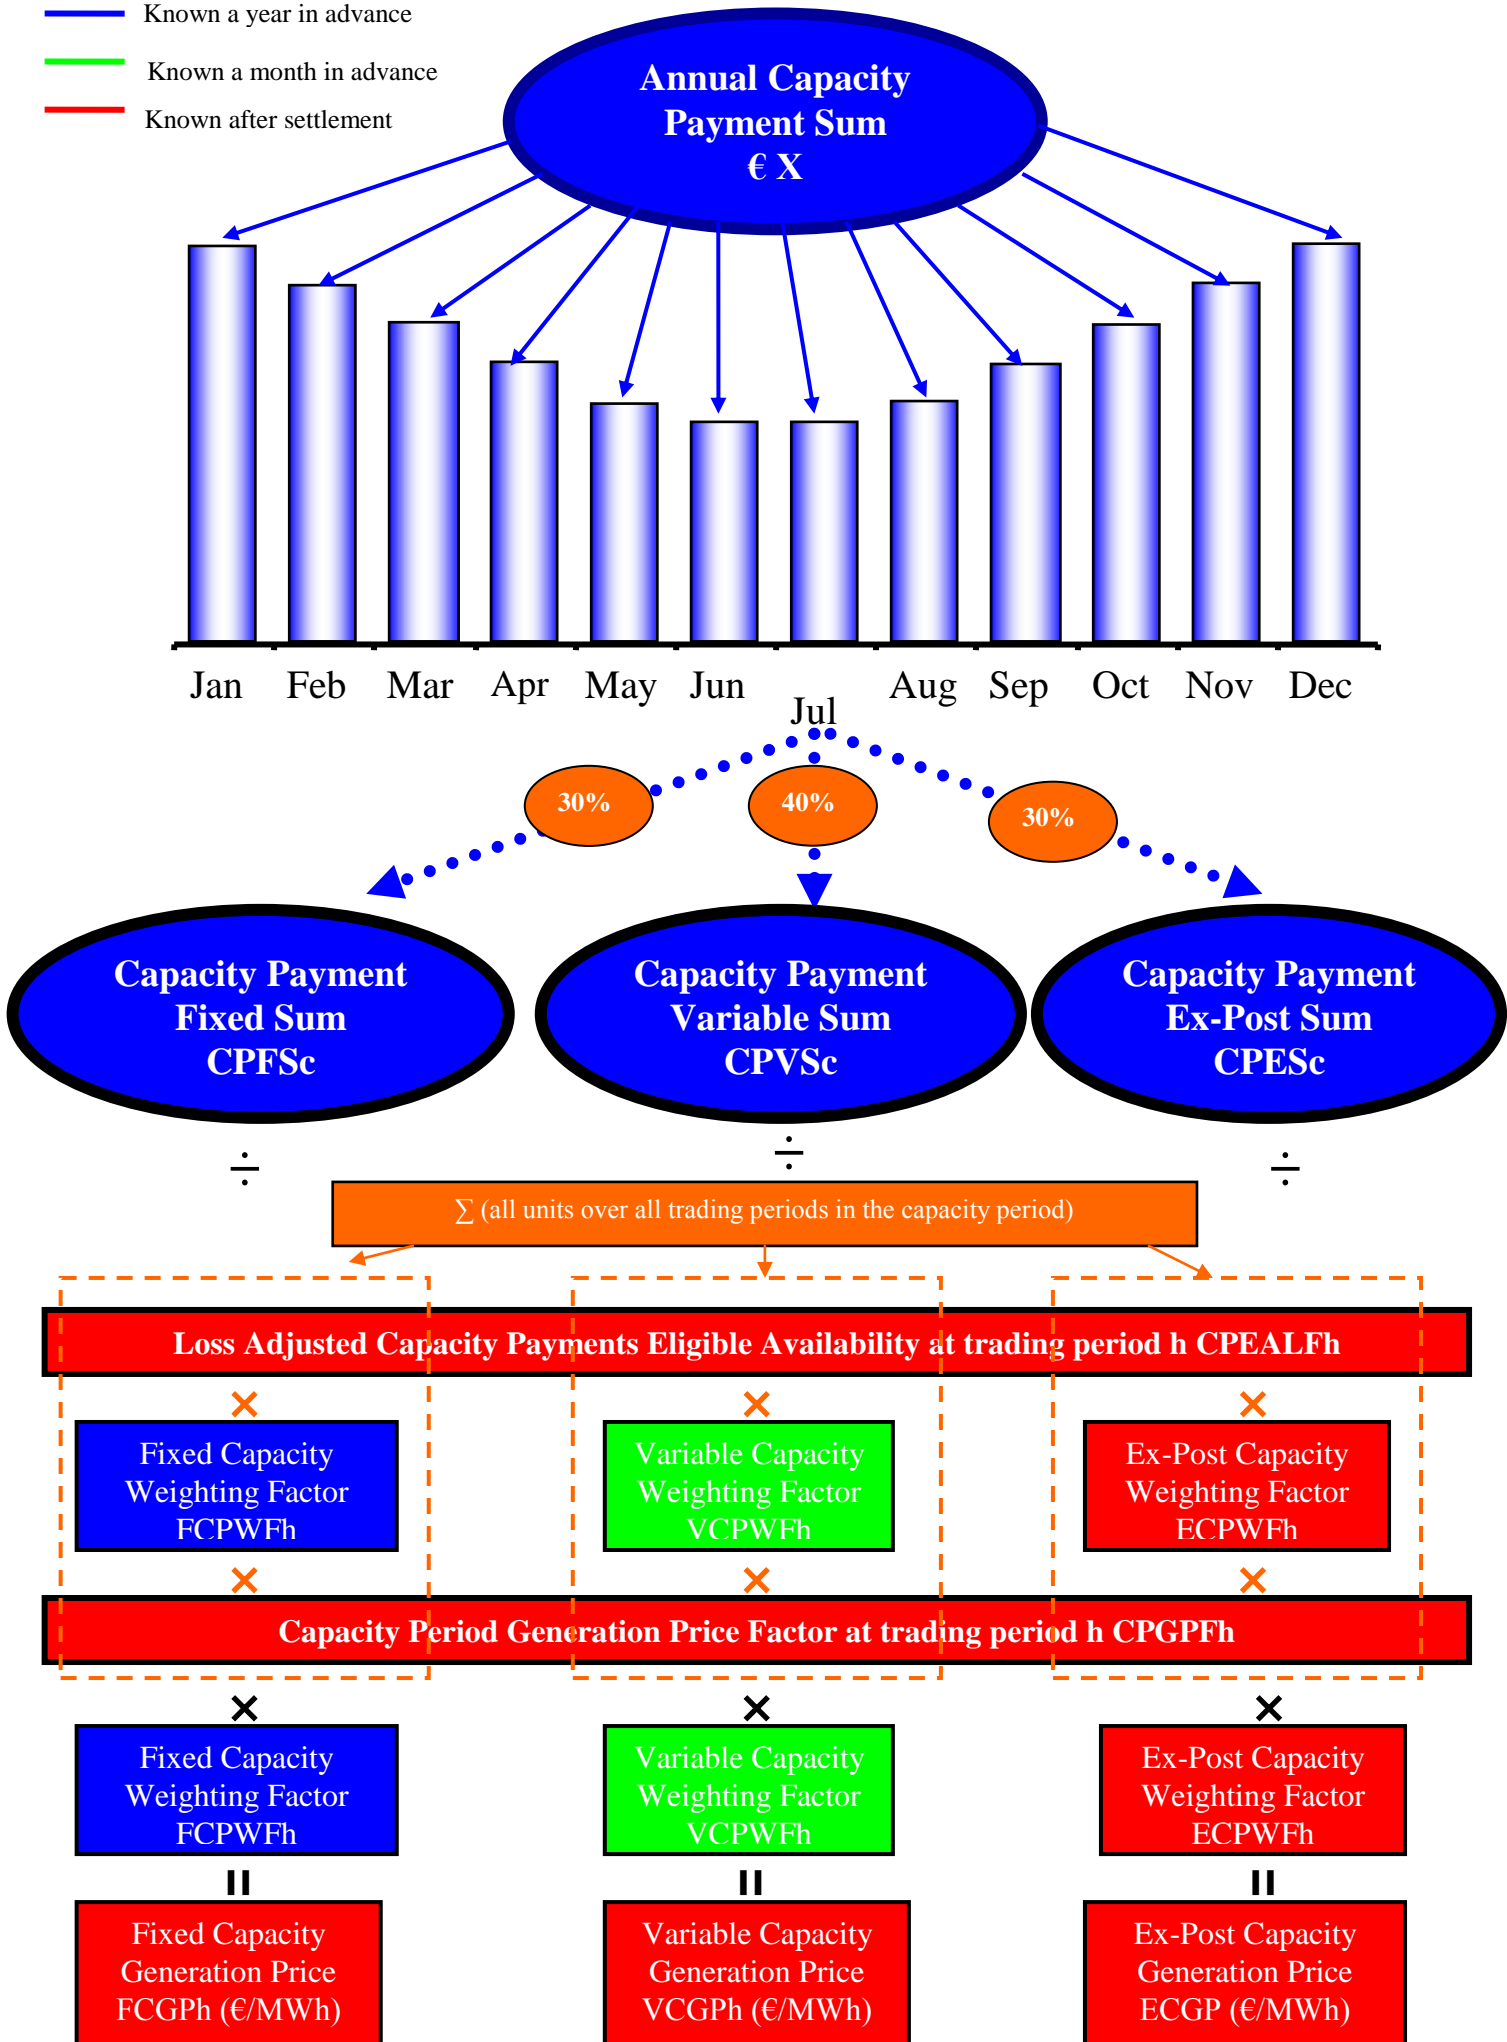 Known a year in advance
Known a month in advance
Known after settlement
Annual Capacity
Payment Sum
€ X
Jan Feb Mar Apr May Jun Jul Aug Sep Oct Nov Dec
30% 40% 30%
Capacity Payment
Fixed Sum
CPFSc
Capacity Payment
Variable Sum
CPVSc
Capacity Payment
Ex-Post Sum
CPESc
÷ ÷ ÷
∑ (all units over all trading periods in the capacity period)
Loss Adjusted Capacity Payments Eligible Availability at trading period h CPEALFh
× × ×
Fixed Capacity
Weighting Factor
FCPWFh
Variable Capacity
Weighting Factor
VCPWFh
Ex-Post Capacity
Weighting Factor
ECPWFh
× × ×
Capacity Period Generation Price Factor at trading period h CPGPFh
× × ×
Fixed Capacity
Weighting Factor
FCPWFh
Variable Capacity
Weighting Factor
VCPWFh
Ex-Post Capacity
Weighting Factor
ECPWFh
= = =
Fixed Capacity
Generation Price
FCGPh (€/MWh)
Variable Capacity
Generation Price
VCGPh (€/MWh)
Ex-Post Capacity
Generation Price
ECGP (€/MWh)